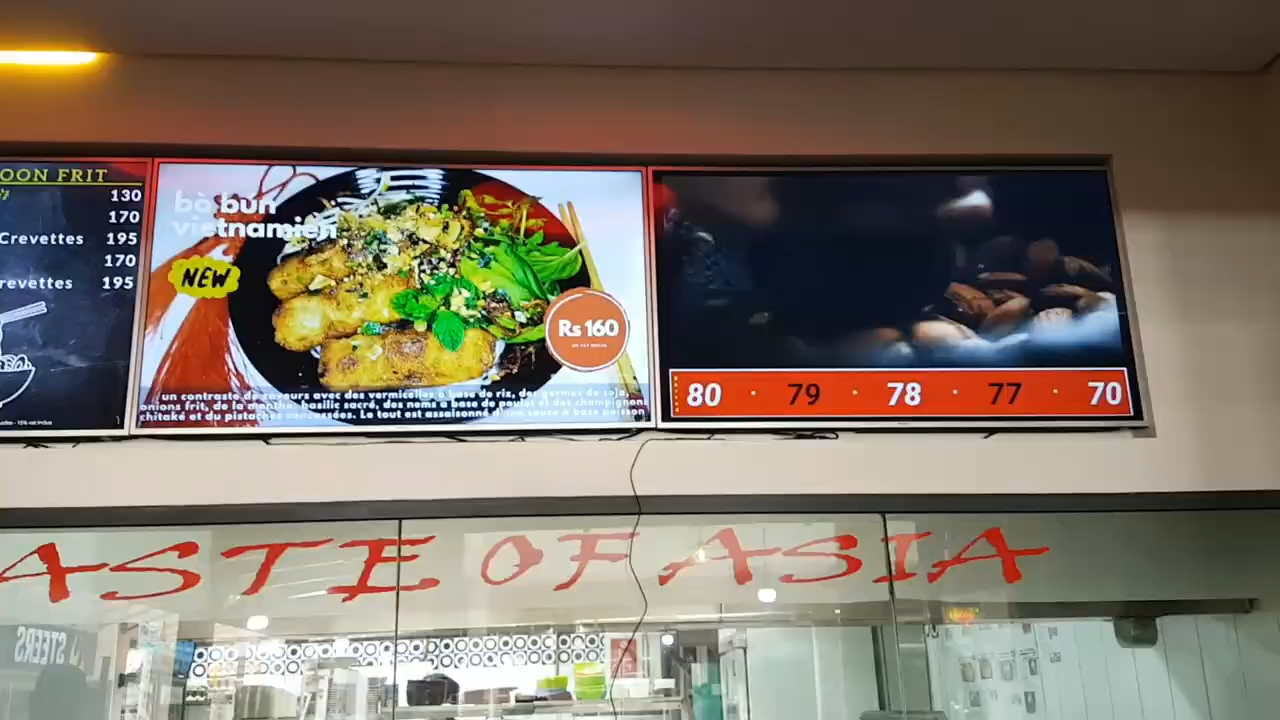 OON FRIT
130
170
Crevettes 195
170
revettes 195
bò bún
vietnamien
NEW
Rs 160
un contraste de saveurs avec des vermicelles à base de riz, des germes de soja,
onions frit, de la menthe, basilic sacré, des nems a base de poulet et des champignons
chitaké et du pistaches concassées. Le tout est assaisonné d'une sauce à base poisson
80 · 79 · 78 · 77 · 70
ASTE OF ASIA
STEERS